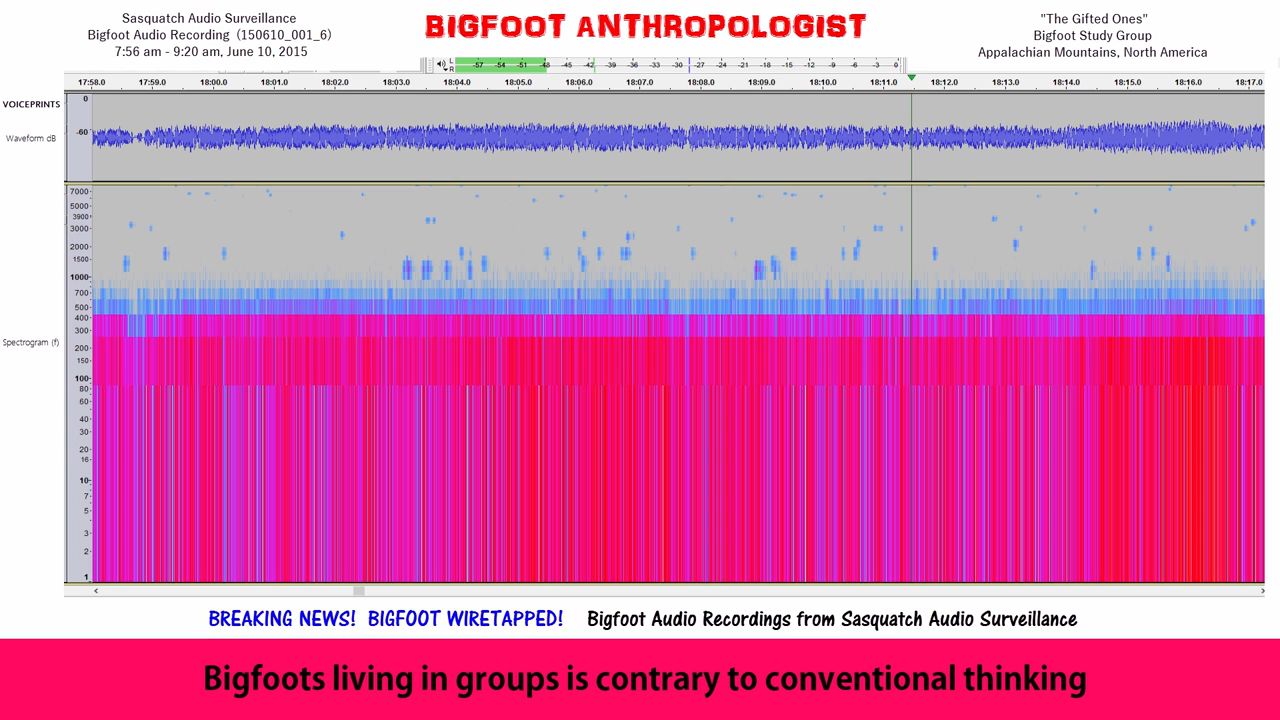 Sasquatch Audio Surveillance
Bigfoot Audio Recording (150610_001_6)
7:56 am - 9:20 am, June 10, 2015
BIGFOOT ANTHROPOLOGIST
"The Gifted Ones"
Bigfoot Study Group
Appalachian Mountains, North America
L
R
-57 -54 -51 -48 -45 -42 -39 -36 -33 -30 -27 -24 -21 -18 -15 -12 -9 -6 -3 0
17:58.0 17:59.0 18:00.0 18:01.0 18:02.0 18:03.0 18:04.0 18:05.0 18:06.0 18:07.0 18:08.0 18:09.0 18:10.0 18:11.0 18:12.0 18:13.0 18:14.0 18:15.0 18:16.0 18:17.0
VOICEPRINTS
0
-60
Waveform dB
7000
5000
3900
3000
2000
1500
1000
700
500
400
300
Spectrogram (f)
200
150
100
80
60
40
30
20
16
10
7
5
3
2
1
BREAKING NEWS! BIGFOOT WIRETAPPED! Bigfoot Audio Recordings from Sasquatch Audio Surveillance
Bigfoots living in groups is contrary to conventional thinking